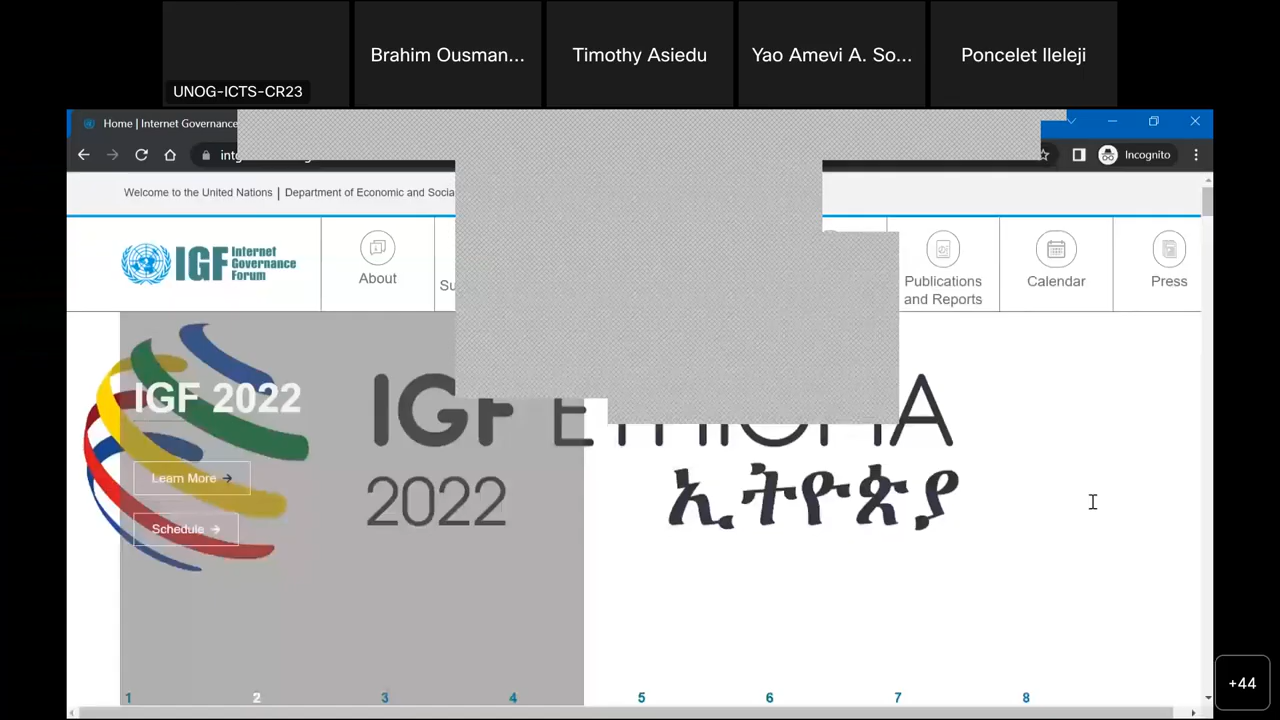 Brahim Ousman...
Timothy Asiedu
Yao Amevi A. So...
Poncelet Ileleji
UNOG-ICTS-CR23
Home | Internet Governance
Incognito
Welcome to the United Nations | Department of Economic and Socia
IGF Internet
Governance
Forum
About
Publications
and Reports
Calendar
Press
IGF 2022
IGF ETHIOPIA
2022
ኢትዮጵያ
Learn More →
Schedule →
1 2 3 4 5 6 7 8
+44